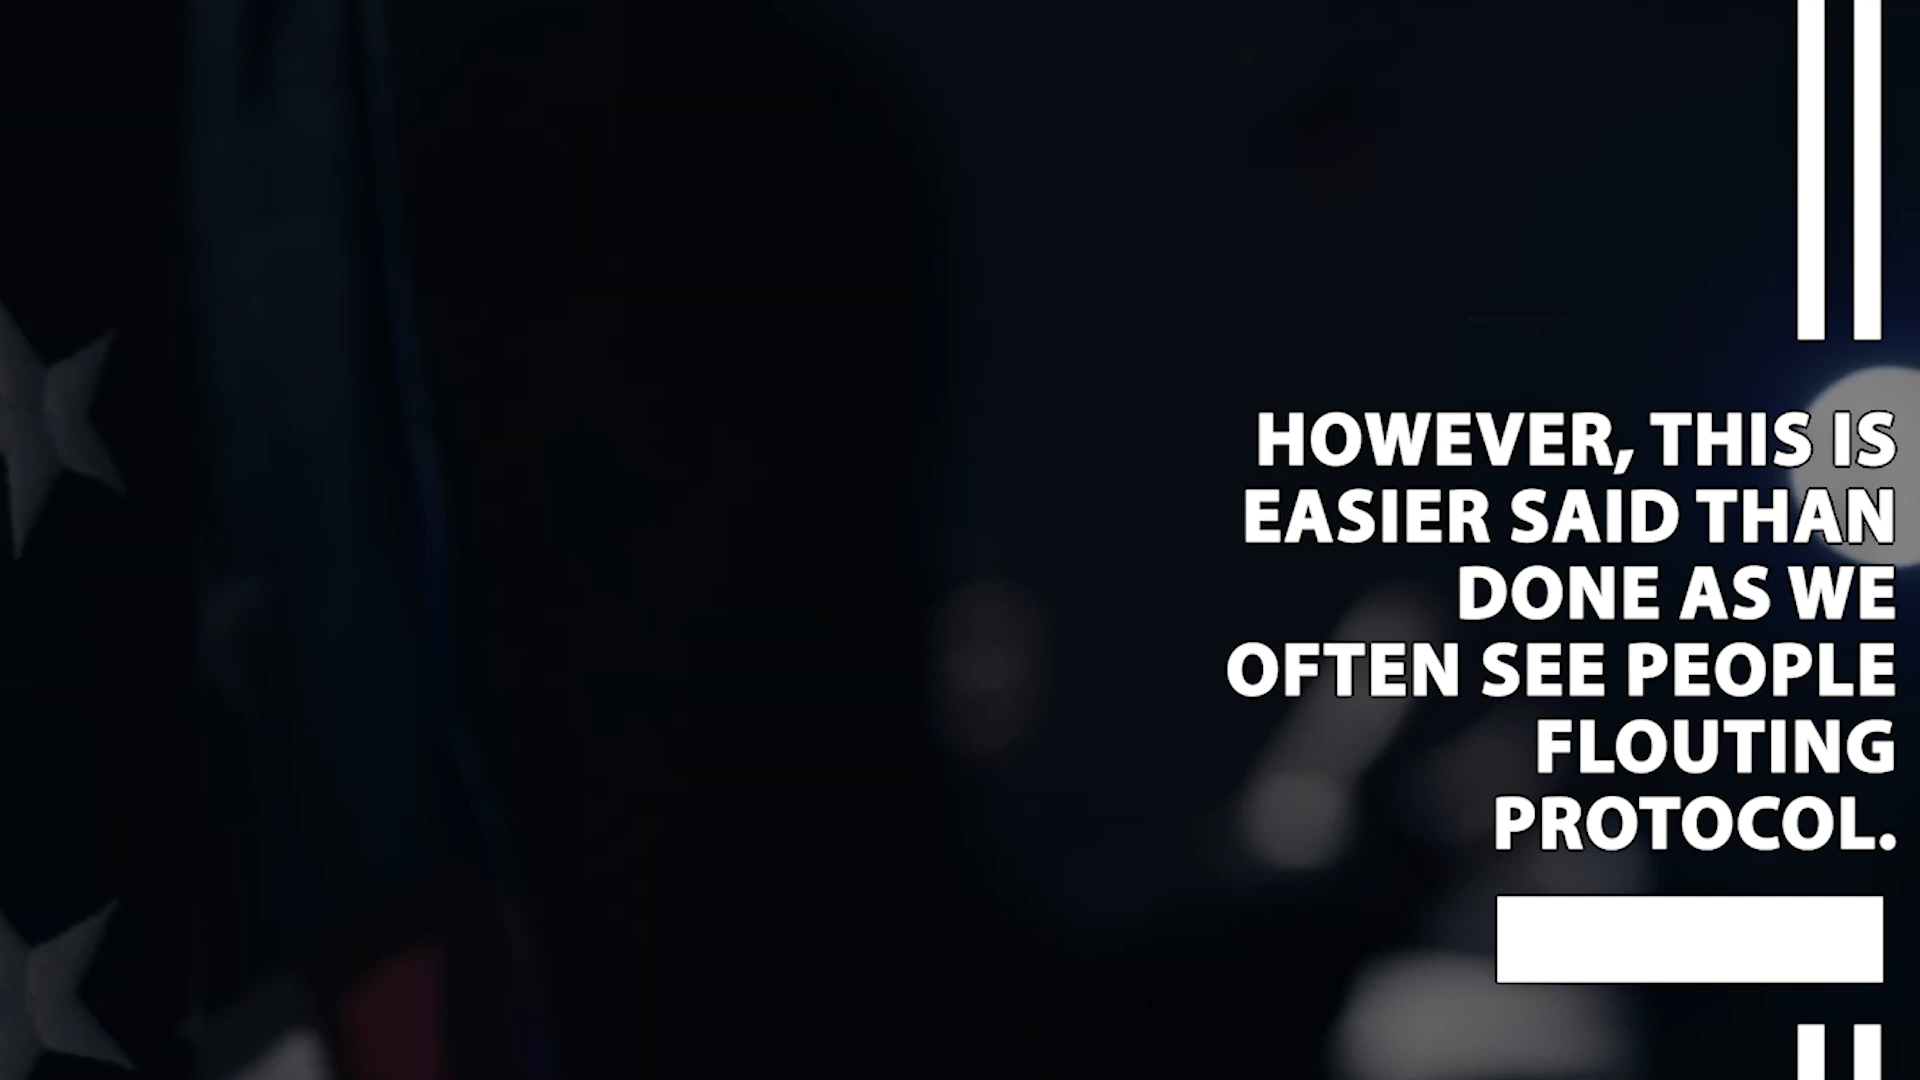 HOWEVER, THIS IS
EASIER SAID THAN
DONE AS WE
OFTEN SEE PEOPLE
FLOUTING
PROTOCOL.